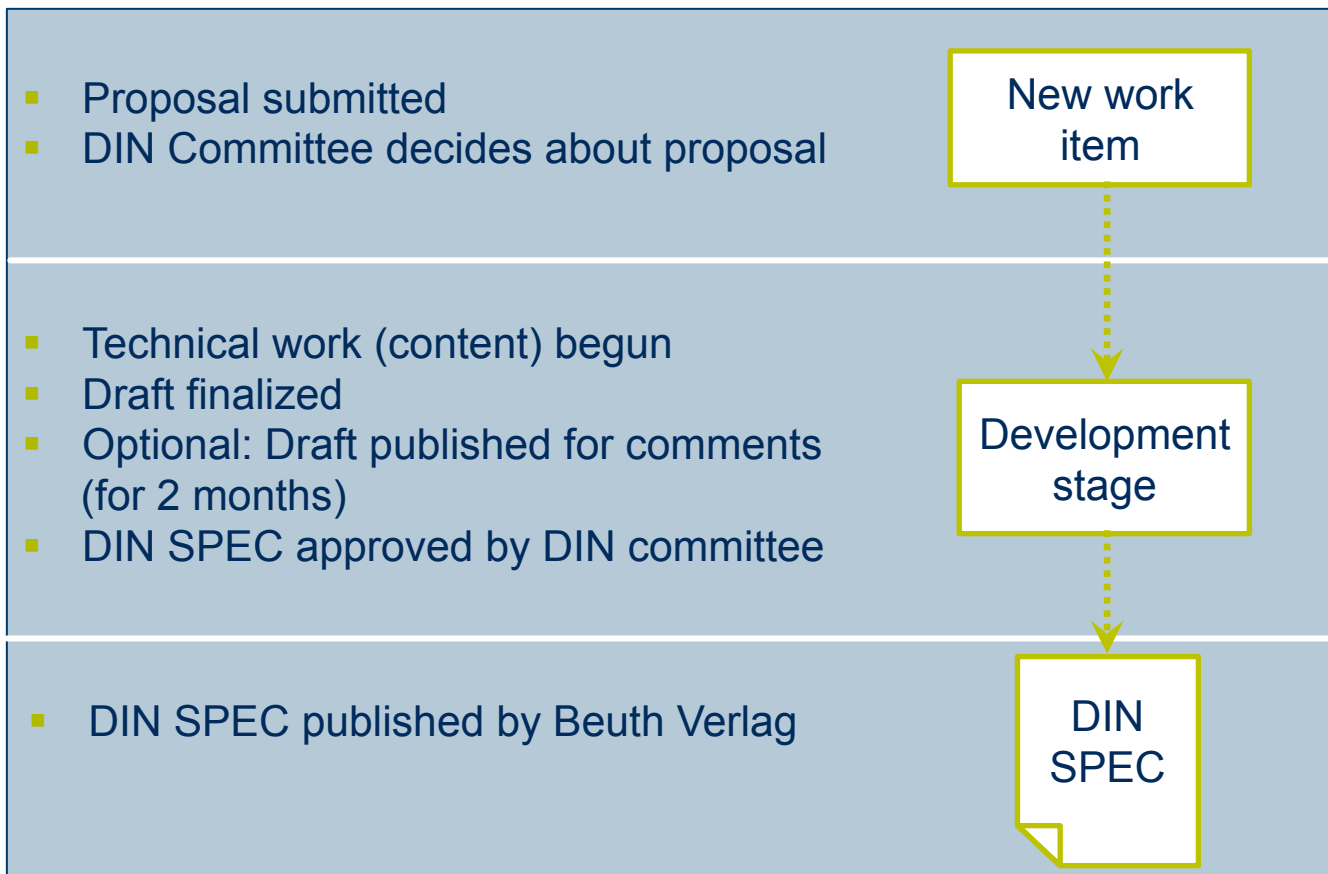 ▪ Proposal submitted
▪ DIN Committee decides about proposal
New work
item
▪ Technical work (content) begun
▪ Draft finalized
▪ Optional: Draft published for comments
(for 2 months)
▪ DIN SPEC approved by DIN committee
Development
stage
▪ DIN SPEC published by Beuth Verlag
DIN
SPEC